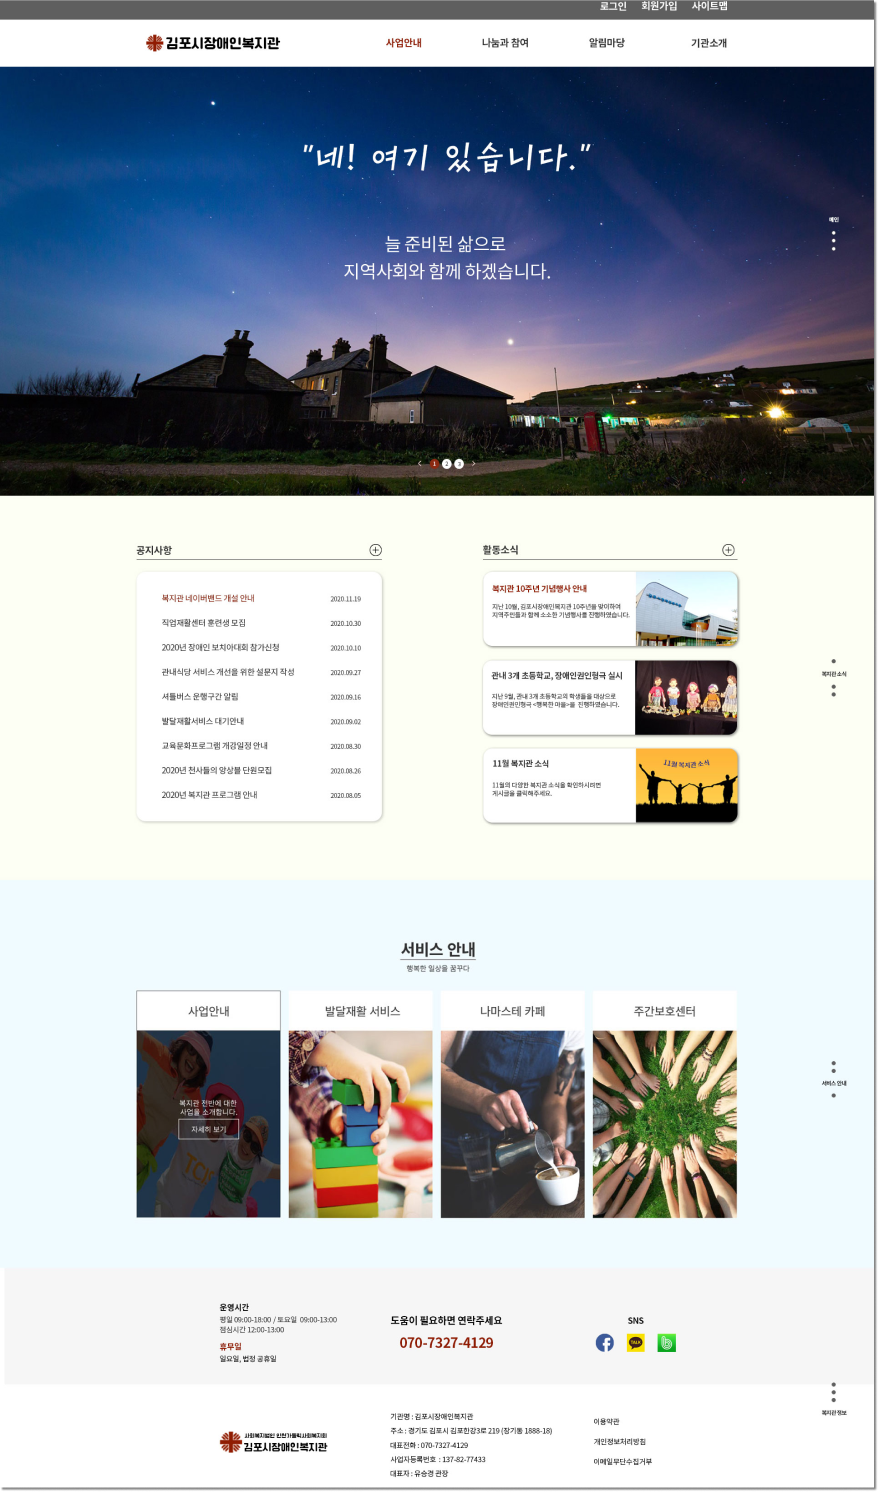 로그인 회원가입 사이트맵
김포시장애인복지관 사업안내 나눔과 참여 알림마당 기관소개
"네! 여기 있습니다."
늘 준비된 삶으로
지역사회와 함께 하겠습니다.
메인
1 2 3
공지사항
복지관 네이버밴드 개설 안내 2020.11.19
직업재활센터 훈련생 모집 2020.10.30
2020년 장애인 보치아대회 참가신청 2020.10.10
관내식당 서비스 개선을 위한 설문지 작성 2020.09.27
셔틀버스 운행구간 알림 2020.09.16
발달재활서비스 대기안내 2020.09.02
교육문화프로그램 개강일정 안내 2020.08.30
2020년 천사들의 앙상블 단원모집 2020.08.26
2020년 복지관 프로그램 안내 2020.08.05
활동소식
복지관 10주년 기념행사 안내
지난 10월, 김포시장애인복지관 10주년을 맞이하여
지역주민들과 함께 소소한 기념행사를 진행하였습니다.
관내 3개 초등학교, 장애인권인형극 실시
지난 9월, 관내 3개 초등학교의 학생들을 대상으로
장애인권인형극 <행복한 마을>을 진행하였습니다.
11월 복지관 소식
11월의 다양한 복지관 소식을 확인하시려면
게시글을 클릭해주세요.
11월 복지관 소식
복지관 소식
서비스 안내
행복한 일상을 꿈꾸다
사업안내
복지관 전반에 대한
사업을 소개합니다.
자세히 보기
발달재활 서비스
나마스테 카페
주간보호센터
서비스 안내
운영시간
평일 09:00-18:00 / 토요일 09:00-13:00
점심시간 12:00-13:00
휴무일
일요일, 법정 공휴일
도움이 필요하면 연락주세요
070-7327-4129
SNS
TALK
사회복지법인 인천가톨릭사회복지회
김포시장애인복지관
기관명 : 김포시장애인복지관
주소 : 경기도 김포시 김포한강3로 219 (장기동 1888-18)
대표전화 : 070-7327-4129
사업자등록번호 : 137-82-77433
대표자 : 유승경 관장
이용약관
개인정보처리방침
이메일무단수집거부
복지관 정보